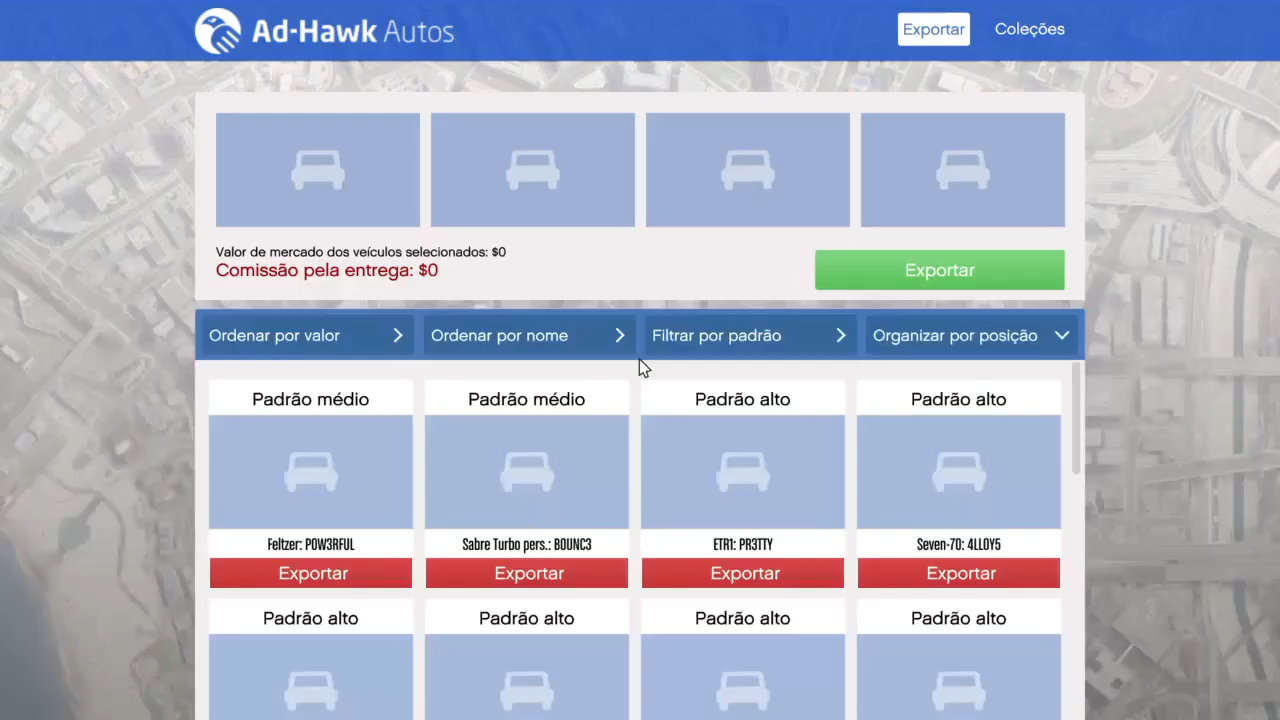 Ad-Hawk Autos
Exportar
Coleções
Valor de mercado dos veículos selecionados: $0
Comissão pela entrega: $0
Exportar
Ordenar por valor
Ordenar por nome
Filtrar por padrão
Organizar por posição
Padrão médio
Padrão médio
Padrão alto
Padrão alto
Feltzer: P0W3RFUL
Sabre Turbo pers.: B0UNC3
ETR1: PR3TTY
Seven-70: 4LL0Y5
Exportar
Exportar
Exportar
Exportar
Padrão alto
Padrão alto
Padrão alto
Padrão alto